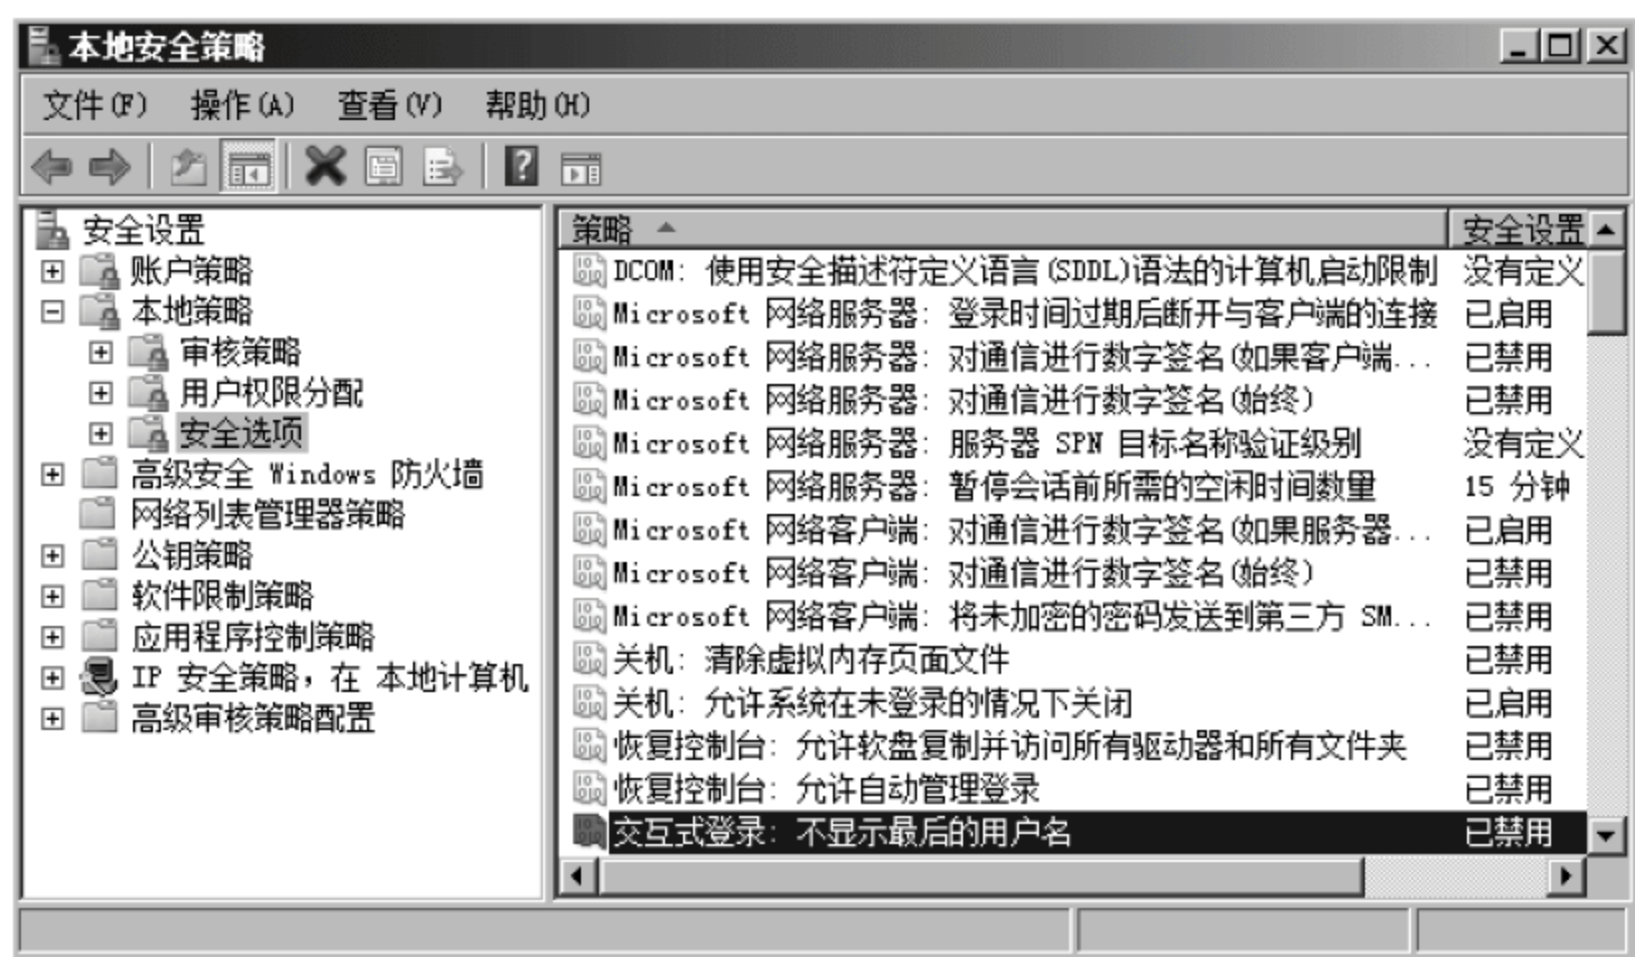 本地安全策略
文件(F) 操作(A) 查看(V) 帮助(H)
安全设置
账户策略
本地策略
审核策略
用户权限分配
安全选项
高级安全 Windows 防火墙
网络列表管理器策略
公钥策略
软件限制策略
应用程序控制策略
IP 安全策略，在 本地计算机
高级审核策略配置
策略 安全设置
DCOM: 使用安全描述符定义语言(SDDL)语法的计算机启动限制 没有定义
Microsoft 网络服务器: 登录时间过期后断开与客户端的连接 已启用
Microsoft 网络服务器: 对通信进行数字签名(如果客户端... 已禁用
Microsoft 网络服务器: 对通信进行数字签名(始终) 已禁用
Microsoft 网络服务器: 服务器 SPN 目标名称验证级别 没有定义
Microsoft 网络服务器: 暂停会话前所需的空闲时间数量 15 分钟
Microsoft 网络客户端: 对通信进行数字签名(如果服务器... 已启用
Microsoft 网络客户端: 对通信进行数字签名(始终) 已禁用
Microsoft 网络客户端: 将未加密的密码发送到第三方 SM... 已禁用
关机: 清除虚拟内存页面文件 已禁用
关机: 允许系统在未登录的情况下关闭 已启用
恢复控制台: 允许软盘复制并访问所有驱动器和所有文件夹 已禁用
恢复控制台: 允许自动管理登录 已禁用
交互式登录: 不显示最后的用户名 已禁用